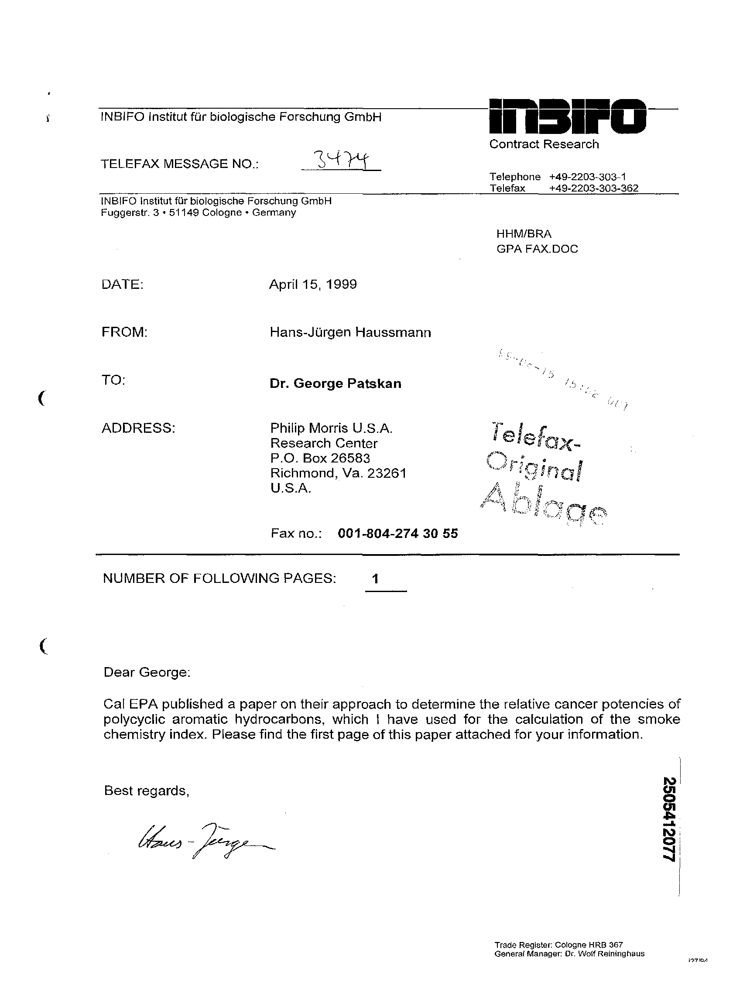 INBIFO Institut für biologische Forschung GmbH
INBIFO
Contract Research
TELEFAX MESSAGE NO.: 3474
Telephone +49-2203-303-1
Telefax +49-2203-303-362
INBIFO Institut für biologische Forschung GmbH
Fuggerstr. 3 • 51149 Cologne • Germany
HHM/BRA
GPA FAX.DOC
DATE: April 15, 1999
FROM: Hans-Jürgen Haussmann
TO: Dr. George Patskan
ADDRESS: Philip Morris U.S.A.
Research Center
P.O. Box 26583
Richmond, Va. 23261
U.S.A.
Telefax-
Original
Ablage
Fax no.: 001-804-274 30 55
NUMBER OF FOLLOWING PAGES: 1
Dear George:
Cal EPA published a paper on their approach to determine the relative cancer potencies of
polycyclic aromatic hydrocarbons, which I have used for the calculation of the smoke
chemistry index. Please find the first page of this paper attached for your information.
Best regards,
Hans-Jürgen
2505412077
Trade Register: Cologne HRB 367
General Manager: Dr. Wolf Reininghaus